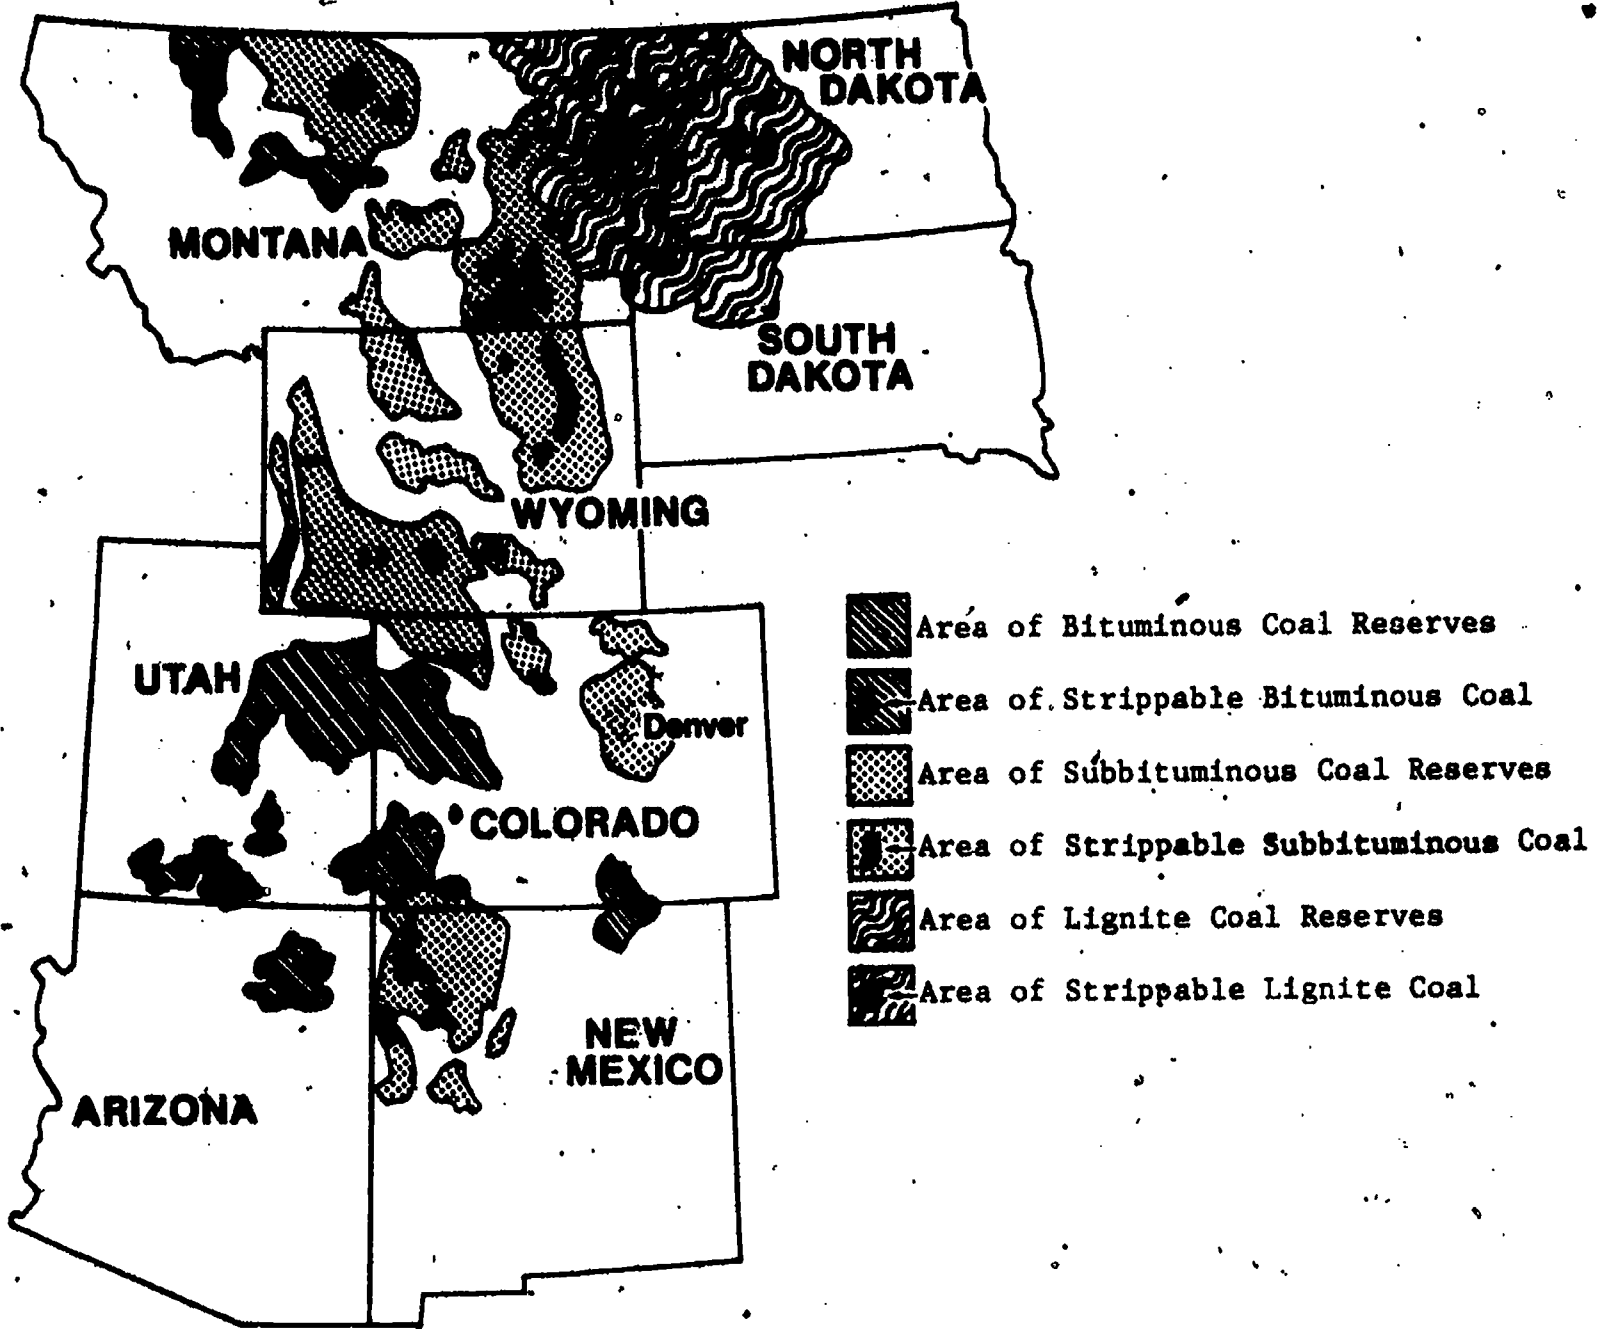 NORTH
DAKOTA
MONTANA
SOUTH
DAKOTA
WYOMING
UTAH
Denver
COLORADO
NEW
MEXICO
ARIZONA
Area of Bituminous Coal Reserves
Area of Strippable Bituminous Coal
Area of Subbituminous Coal Reserves
Area of Strippable Subbituminous Coal
Area of Lignite Coal Reserves
Area of Strippable Lignite Coal